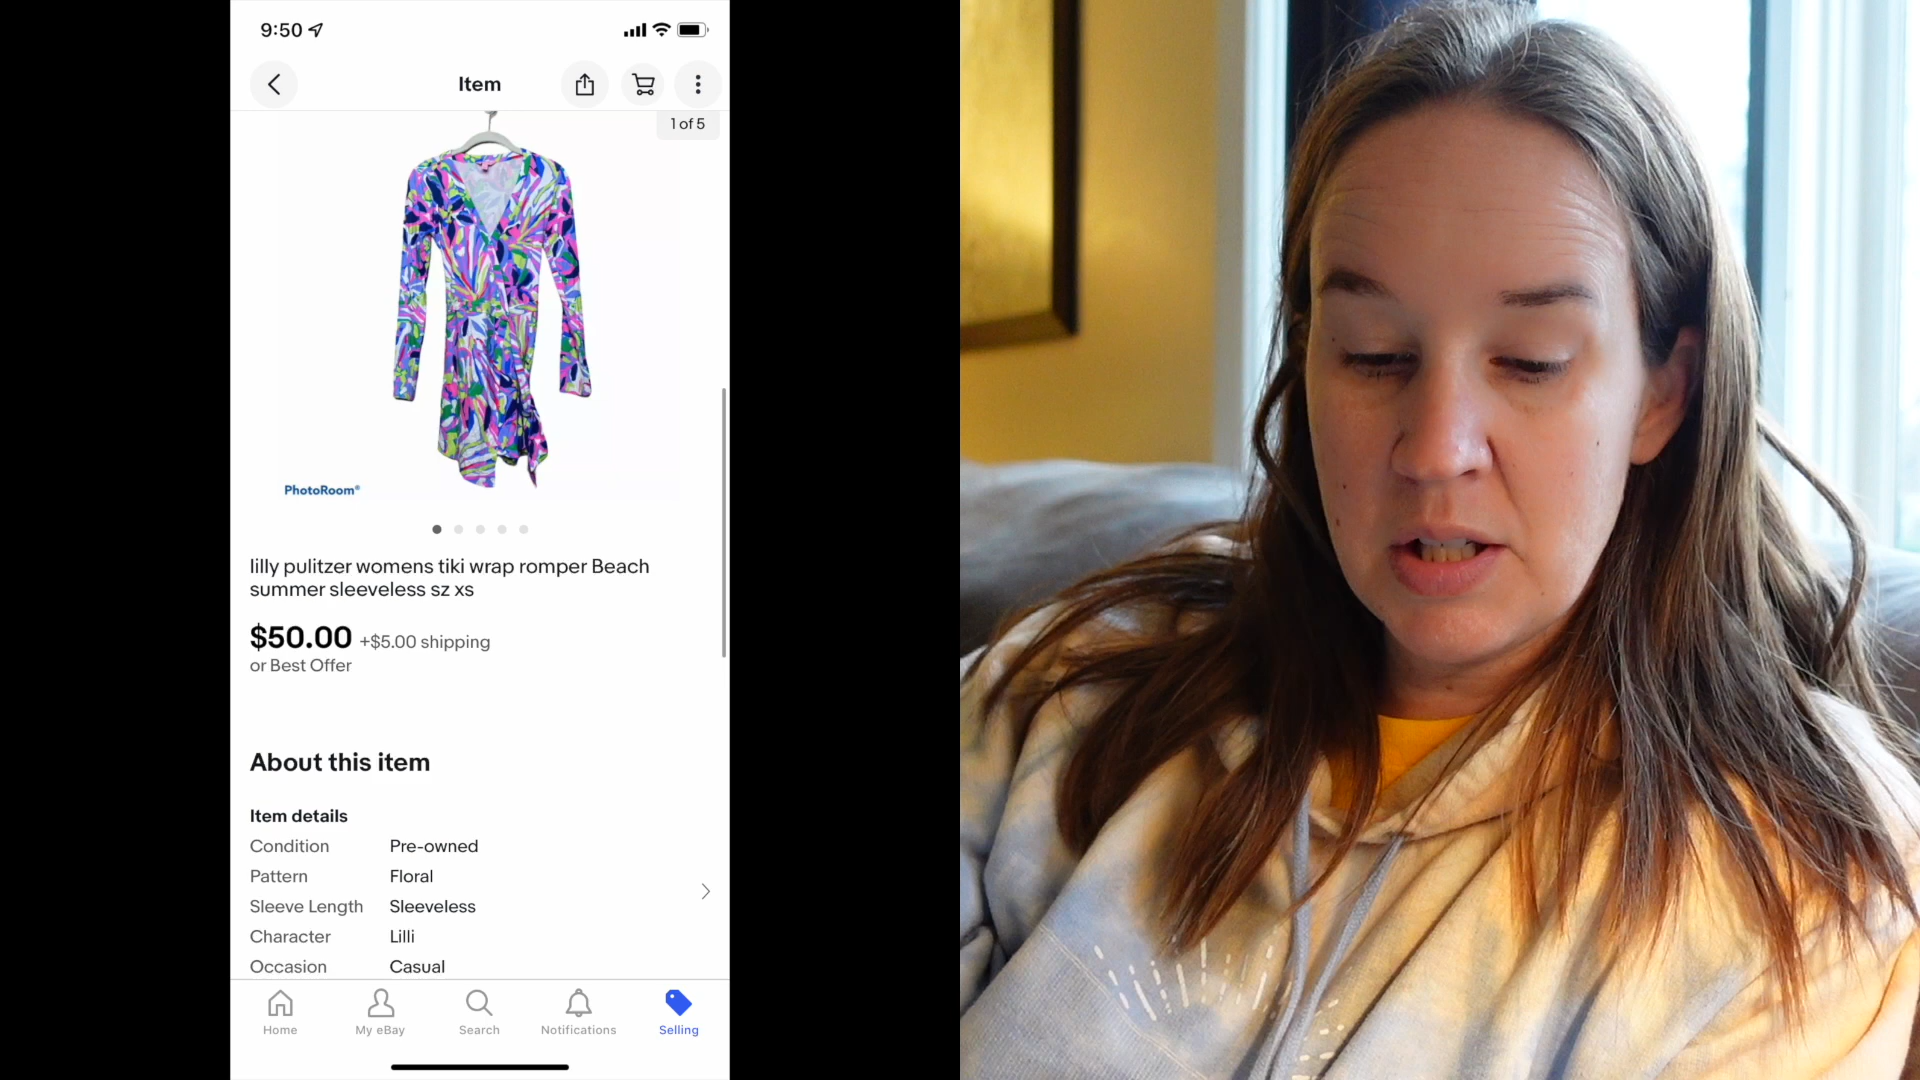 9:50
Item
1 of 5
PhotoRoom®
lilly pulitzer womens tiki wrap romper Beach
summer sleeveless sz xs
$50.00 +$5.00 shipping
or Best Offer
About this item
Item details
Condition Pre-owned
Pattern Floral
Sleeve Length Sleeveless
Character Lilli
Occasion Casual
Home My eBay Search Notifications Selling